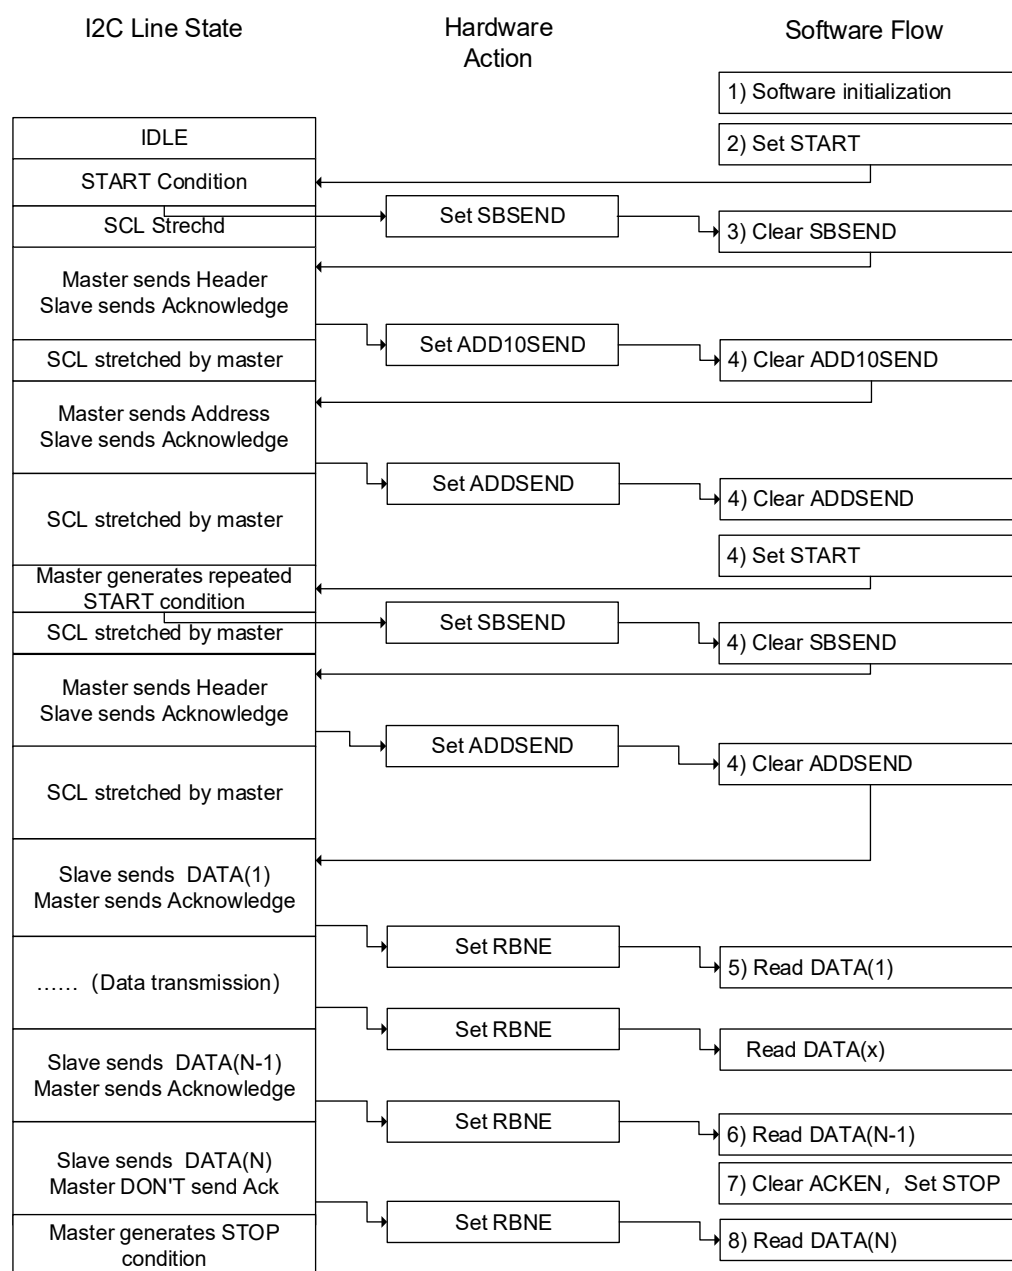 I2C Line State
Hardware
Action
Software Flow
1) Software initialization
IDLE
2) Set START
START Condition
Set SBSEND
SCL Strechd
3) Clear SBSEND
Master sends Header
Slave sends Acknowledge
Set ADD10SEND
SCL stretched by master
4) Clear ADD10SEND
Master sends Address
Slave sends Acknowledge
Set ADDSEND
4) Clear ADDSEND
SCL stretched by master
4) Set START
Master generates repeated
START condition
Set SBSEND
SCL stretched by master
4) Clear SBSEND
Master sends Header
Slave sends Acknowledge
Set ADDSEND
4) Clear ADDSEND
SCL stretched by master
Slave sends DATA(1)
Master sends Acknowledge
Set RBNE
5) Read DATA(1)
…… (Data transmission)
Set RBNE
Read DATA(x)
Slave sends DATA(N-1)
Master sends Acknowledge
Set RBNE
6) Read DATA(N-1)
Slave sends DATA(N)
Master DON'T send Ack
7) Clear ACKEN, Set STOP
Set RBNE
8) Read DATA(N)
Master generates STOP
condition